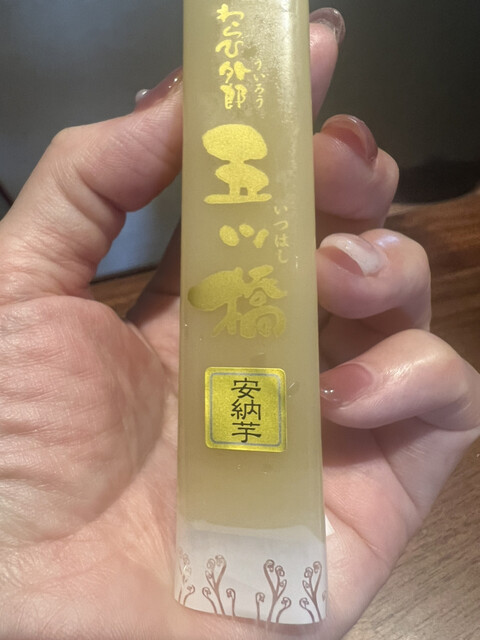 わらび外郎
ういろう
五ツ橋
いつはし
安納芋